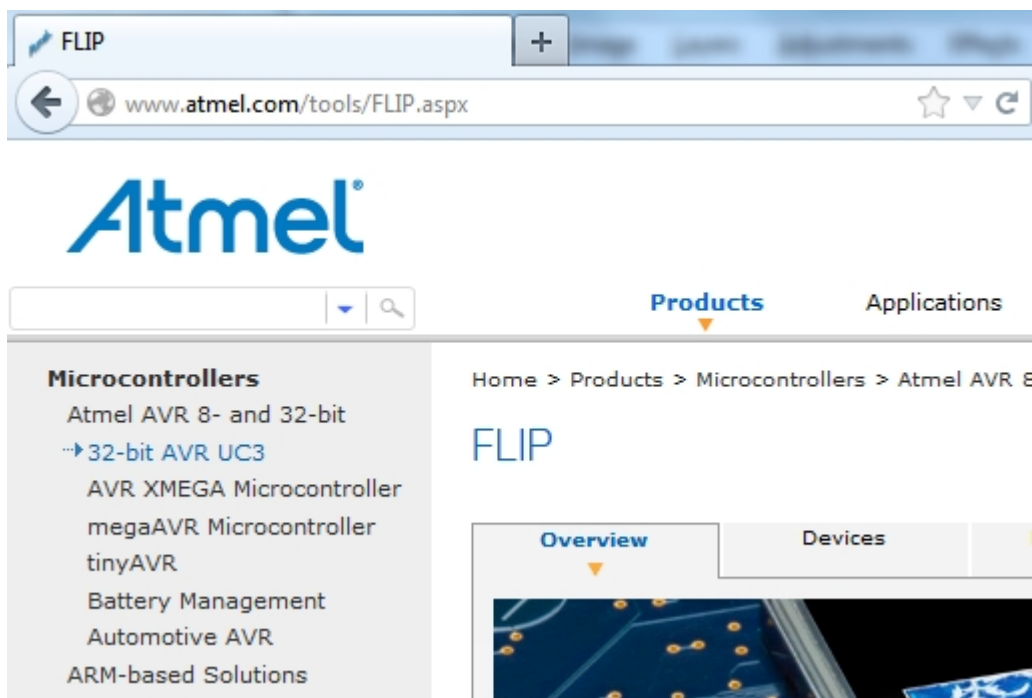 FLIP
www.atmel.com/tools/FLIP.aspx
Atmel
Products Applications
Microcontrollers
Home > Products > Microcontrollers > Atmel AVR 8
Atmel AVR 8- and 32-bit
32-bit AVR UC3
FLIP
AVR XMEGA Microcontroller
megaAVR Microcontroller
Overview Devices
tinyAVR
Battery Management
Automotive AVR
ARM-based Solutions